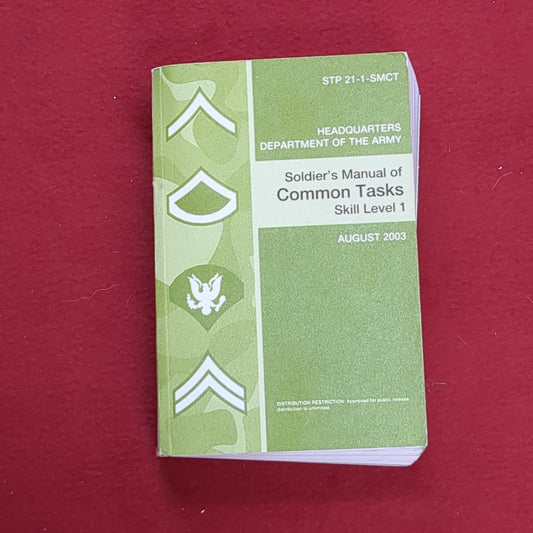 STP 21-1-SMCT
HEADQUARTERS
DEPARTMENT OF THE ARMY
Soldier's Manual of
Common Tasks
Skill Level 1
AUGUST 2003
DISTRIBUTION RESTRICTION: Approved for public release
distribution is unlimited.